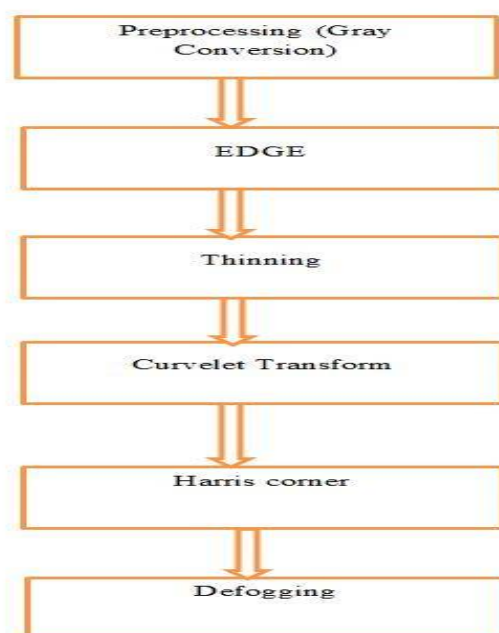 Preprocessing (Gray
Conversion)
EDGE
Thinning
Curvelet Transform
Harris corner
Defogging